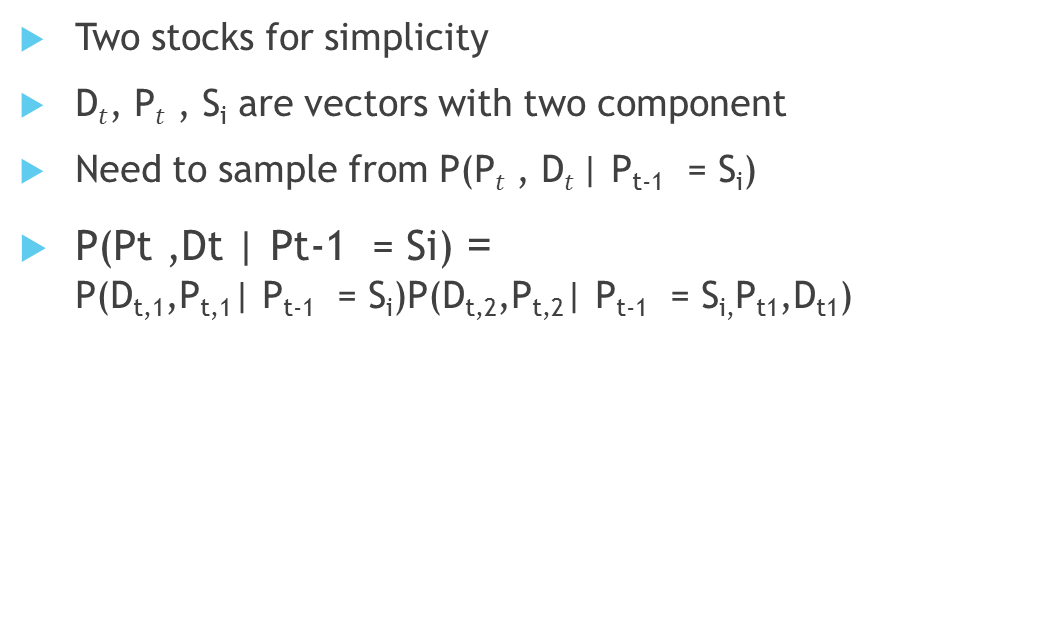 Two stocks for simplicity
Dₜ, Pₜ , Sᵢ are vectors with two component
Need to sample from P(Pₜ , Dₜ | Pₜ₋₁ = Sᵢ)
P(Pt ,Dt | Pt-1 = Si) =
P(Dₜ,₁,Pₜ,₁| Pₜ₋₁ = Sᵢ)P(Dₜ,₂,Pₜ,₂| Pₜ₋₁ = Sᵢ,Pₜ₁,Dₜ₁)